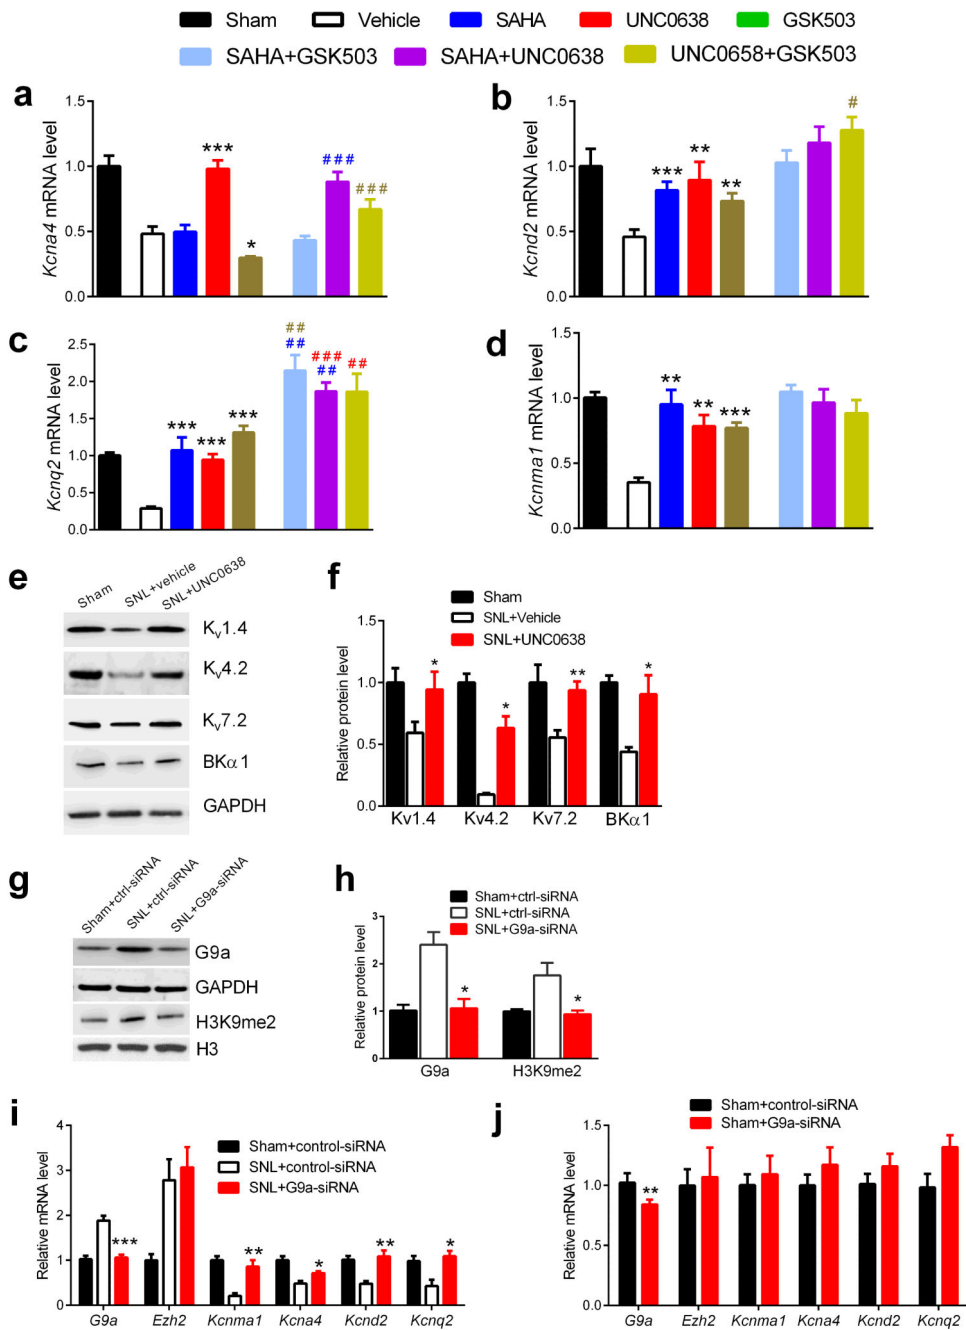 Sham Vehicle SAHA UNC0638 GSK503
SAHA+GSK503 SAHA+UNC0638 UNC0658+GSK503
a
Kcna4 mRNA level
1.5
1.0
0.5
0.0
***
*
###
###
b
Kcnd2 mRNA level
1.5
1.0
0.5
0.0
***
**
**
#
c
Kcnq2 mRNA level
2.5
2.0
1.5
1.0
0.5
0.0
***
***
***
##
##
###
##
##
d
Kcnma1 mRNA level
1.5
1.0
0.5
0.0
**
**
***
e
Sham
SNL+vehicle
SNL+UNC0638
Kv1.4
Kv4.2
Kv7.2
BKα1
GAPDH
f
Sham
SNL+Vehicle
SNL+UNC0638
Relative protein level
1.5
1.0
0.5
0.0
*
*
**
*
Kv1.4 Kv4.2 Kv7.2 BKα1
g
Sham+ctrl-siRNA
SNL+ctrl-siRNA
SNL+G9a-siRNA
G9a
GAPDH
H3K9me2
H3
h
Sham+ctrl-siRNA
SNL+ctrl-siRNA
SNL+G9a-siRNA
Relative protein level
3
2
1
0
*
*
G9a H3K9me2
i
Sham+control-siRNA
SNL+control-siRNA
SNL+G9a-siRNA
Relative mRNA level
4
3
2
1
0
***
**
*
**
*
G9a Ezh2 Kcnma1 Kcna4 Kcnd2 Kcnq2
j
Sham+control-siRNA
Sham+G9a-siRNA
Relative mRNA level
1.5
1.0
0.5
0.0
**
G9a Ezh2 Kcnma1 Kcna4 Kcnd2 Kcnq2